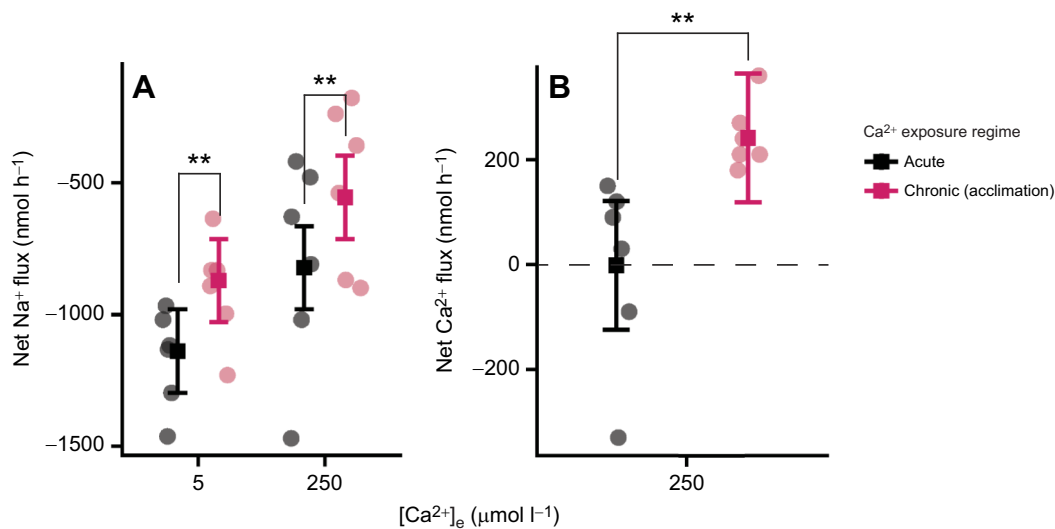 A
B
**
**
**
Net Na⁺ flux (nmol h⁻¹)
−500
−1000
−1500
5
250
Net Ca²⁺ flux (nmol h⁻¹)
200
0
−200
250
[Ca²⁺]ₑ (μmol l⁻¹)
Ca²⁺ exposure regime
Acute
Chronic (acclimation)